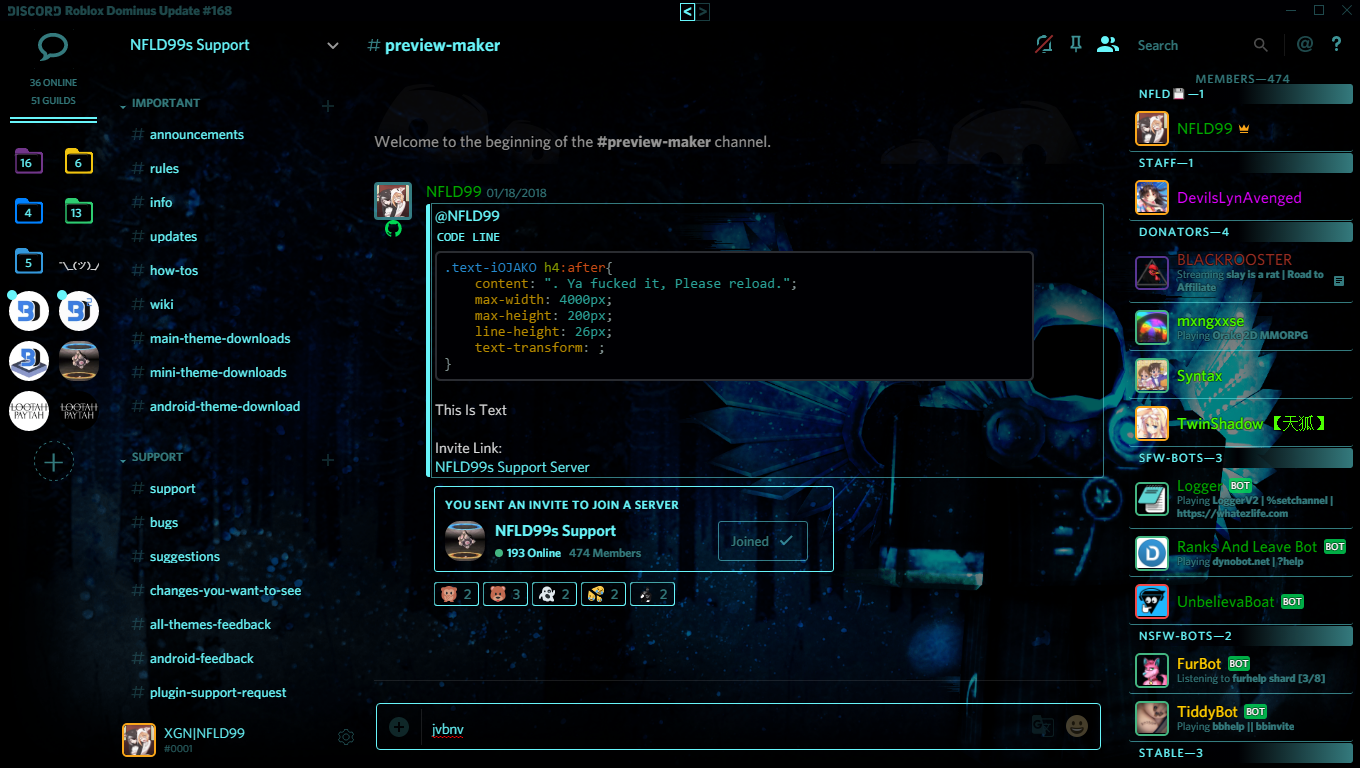 DISCORD Roblox Dominus Update #168
<>
36 ONLINE
51 GUILDS
16
6
4
13
5
¯\_(ツ)_/
LOOTAH PAYTAH
LOOTAH PAYTAH
NFLD99s Support
IMPORTANT
# announcements
# rules
# info
# updates
# how-tos
# wiki
# main-theme-downloads
# mini-theme-downloads
# android-theme-download
SUPPORT
# support
# bugs
# suggestions
# changes-you-want-to-see
# all-themes-feedback
# android-feedback
# plugin-support-request
XGN|NFLD99
#0001
# preview-maker
Search
@
?
Welcome to the beginning of the #preview-maker channel.
NFLD99 01/18/2018
@NFLD99
CODE LINE
.text-iOJAKO h4:after{
content: ". Ya fucked it, Please reload.";
max-width: 4000px;
max-height: 200px;
line-height: 26px;
text-transform: ;
}
This Is Text
Invite Link:
NFLD99s Support Server
YOU SENT AN INVITE TO JOIN A SERVER
NFLD99s Support
193 Online 474 Members
Joined
2 3 2 2 2
jvbnv
MEMBERS—474
NFLD💾—1
NFLD99
STAFF—1
DevilsLynAvenged
DONATORS—4
BLACKROOSTER
Streaming slay is a rat | Road to
Affiliate
mxngxxse
Playing Orake 2D MMORPG
Syntax
TwinShadow【天狐】
SFW-BOTS—3
Logger BOT
Playing LoggerV2 | %setchannel |
https://whatezlife.com
Ranks And Leave Bot BOT
Playing dynobot.net | ?help
UnbelievaBoat BOT
NSFW-BOTS—2
FurBot BOT
Listening to furhelp shard [3/8]
TiddyBot BOT
Playing bbhelp || bbinvite
STABLE—3